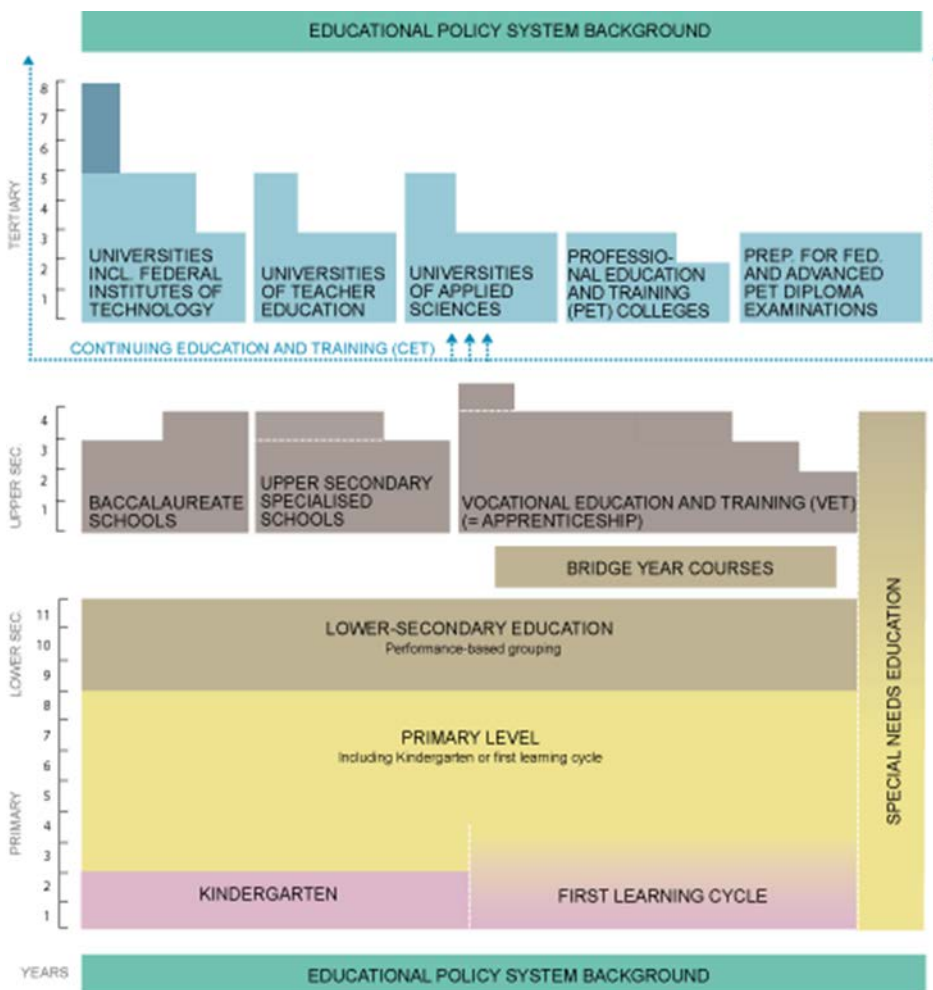 EDUCATIONAL POLICY SYSTEM BACKGROUND
TERTIARY
8
7
6
5
4
3
2
1
UNIVERSITIES
INCL. FEDERAL
INSTITUTES OF
TECHNOLOGY
UNIVERSITIES
OF TEACHER
EDUCATION
UNIVERSITIES
OF APPLIED
SCIENCES
PROFESSIO-
NAL EDUCATION
AND TRAINING
(PET) COLLEGES
PREP. FOR FED.
AND ADVANCED
PET DIPLOMA
EXAMINATIONS
CONTINUING EDUCATION AND TRAINING (CET)
UPPER SEC.
4
3
2
1
BACCALAUREATE
SCHOOLS
UPPER SECONDARY
SPECIALISED
SCHOOLS
VOCATIONAL EDUCATION AND TRAINING (VET)
(= APPRENTICESHIP)
BRIDGE YEAR COURSES
SPECIAL NEEDS EDUCATION
LOWER SEC.
11
10
9
LOWER-SECONDARY EDUCATION
Performance-based grouping
PRIMARY
8
7
6
5
4
3
2
1
PRIMARY LEVEL
Including Kindergarten or first learning cycle
KINDERGARTEN
FIRST LEARNING CYCLE
YEARS
EDUCATIONAL POLICY SYSTEM BACKGROUND